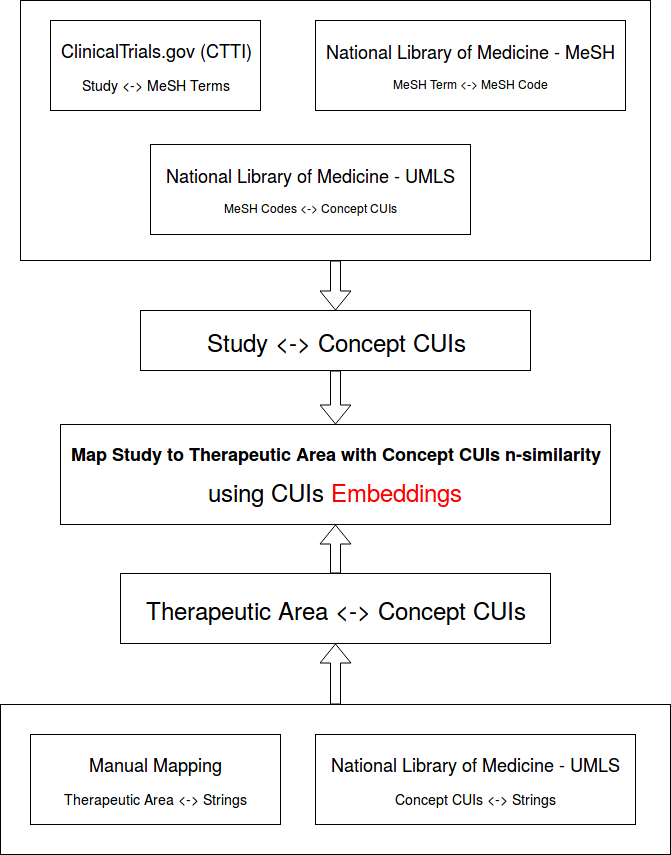 ClinicalTrials.gov (CTTI)
Study <-> MeSH Terms
National Library of Medicine - MeSH
MeSH Term <-> MeSH Code
National Library of Medicine - UMLS
MeSH Codes <-> Concept CUIs
Study <-> Concept CUIs
Map Study to Therapeutic Area with Concept CUIs n-similarity
using CUIs Embeddings
Therapeutic Area <-> Concept CUIs
Manual Mapping
Therapeutic Area <-> Strings
National Library of Medicine - UMLS
Concept CUIs <-> Strings